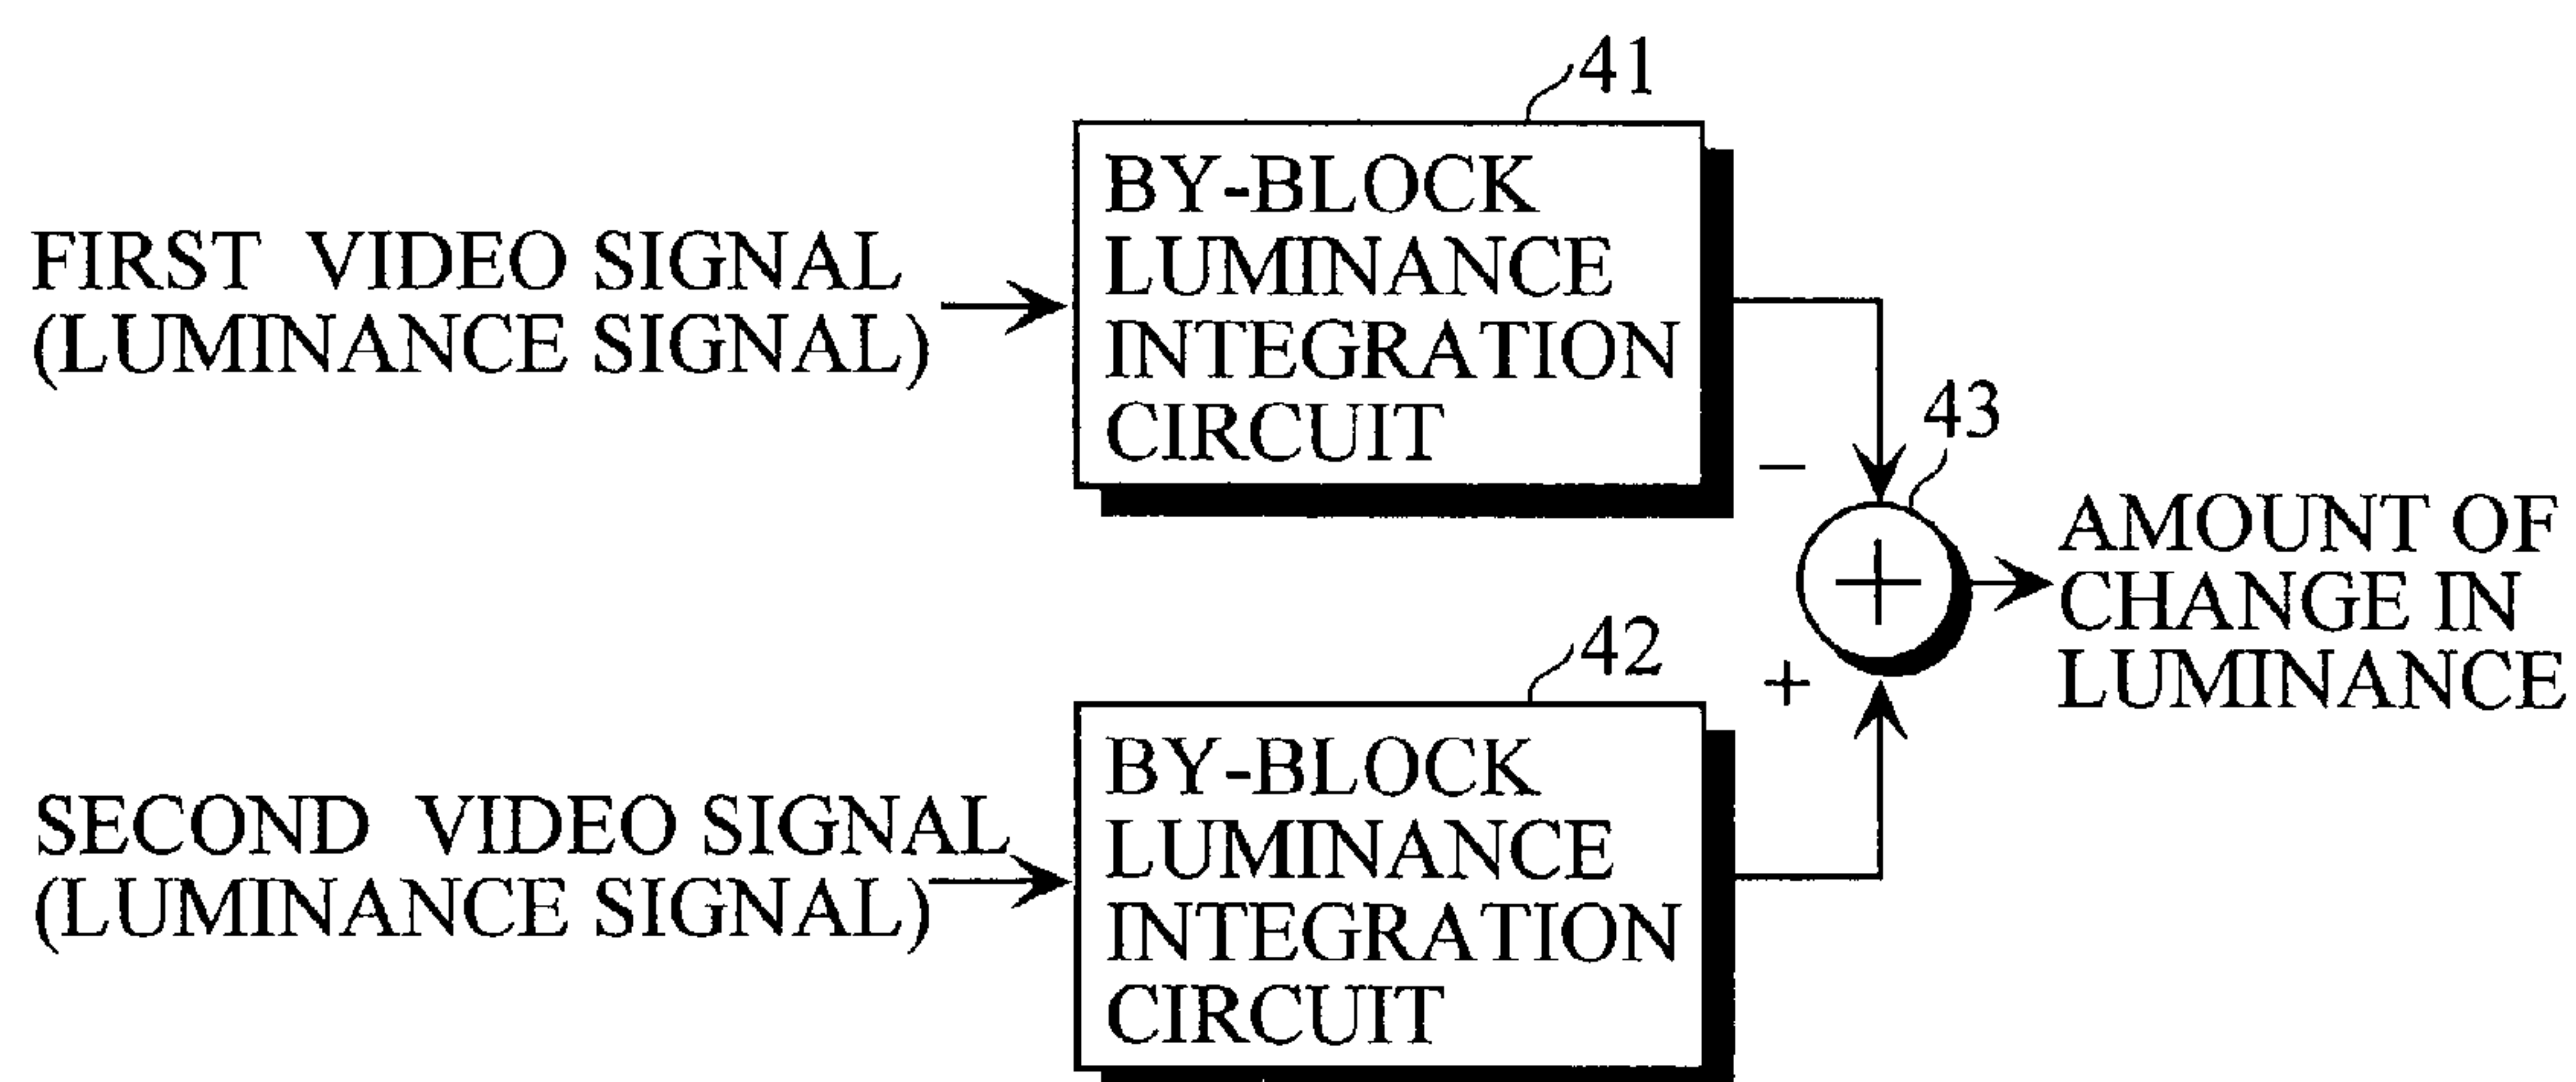 41
BY-BLOCK
LUMINANCE
INTEGRATION
CIRCUIT
FIRST VIDEO SIGNAL
(LUMINANCE SIGNAL)
43
−
+
+
AMOUNT OF
CHANGE IN
LUMINANCE
42
BY-BLOCK
LUMINANCE
INTEGRATION
CIRCUIT
SECOND VIDEO SIGNAL
(LUMINANCE SIGNAL)